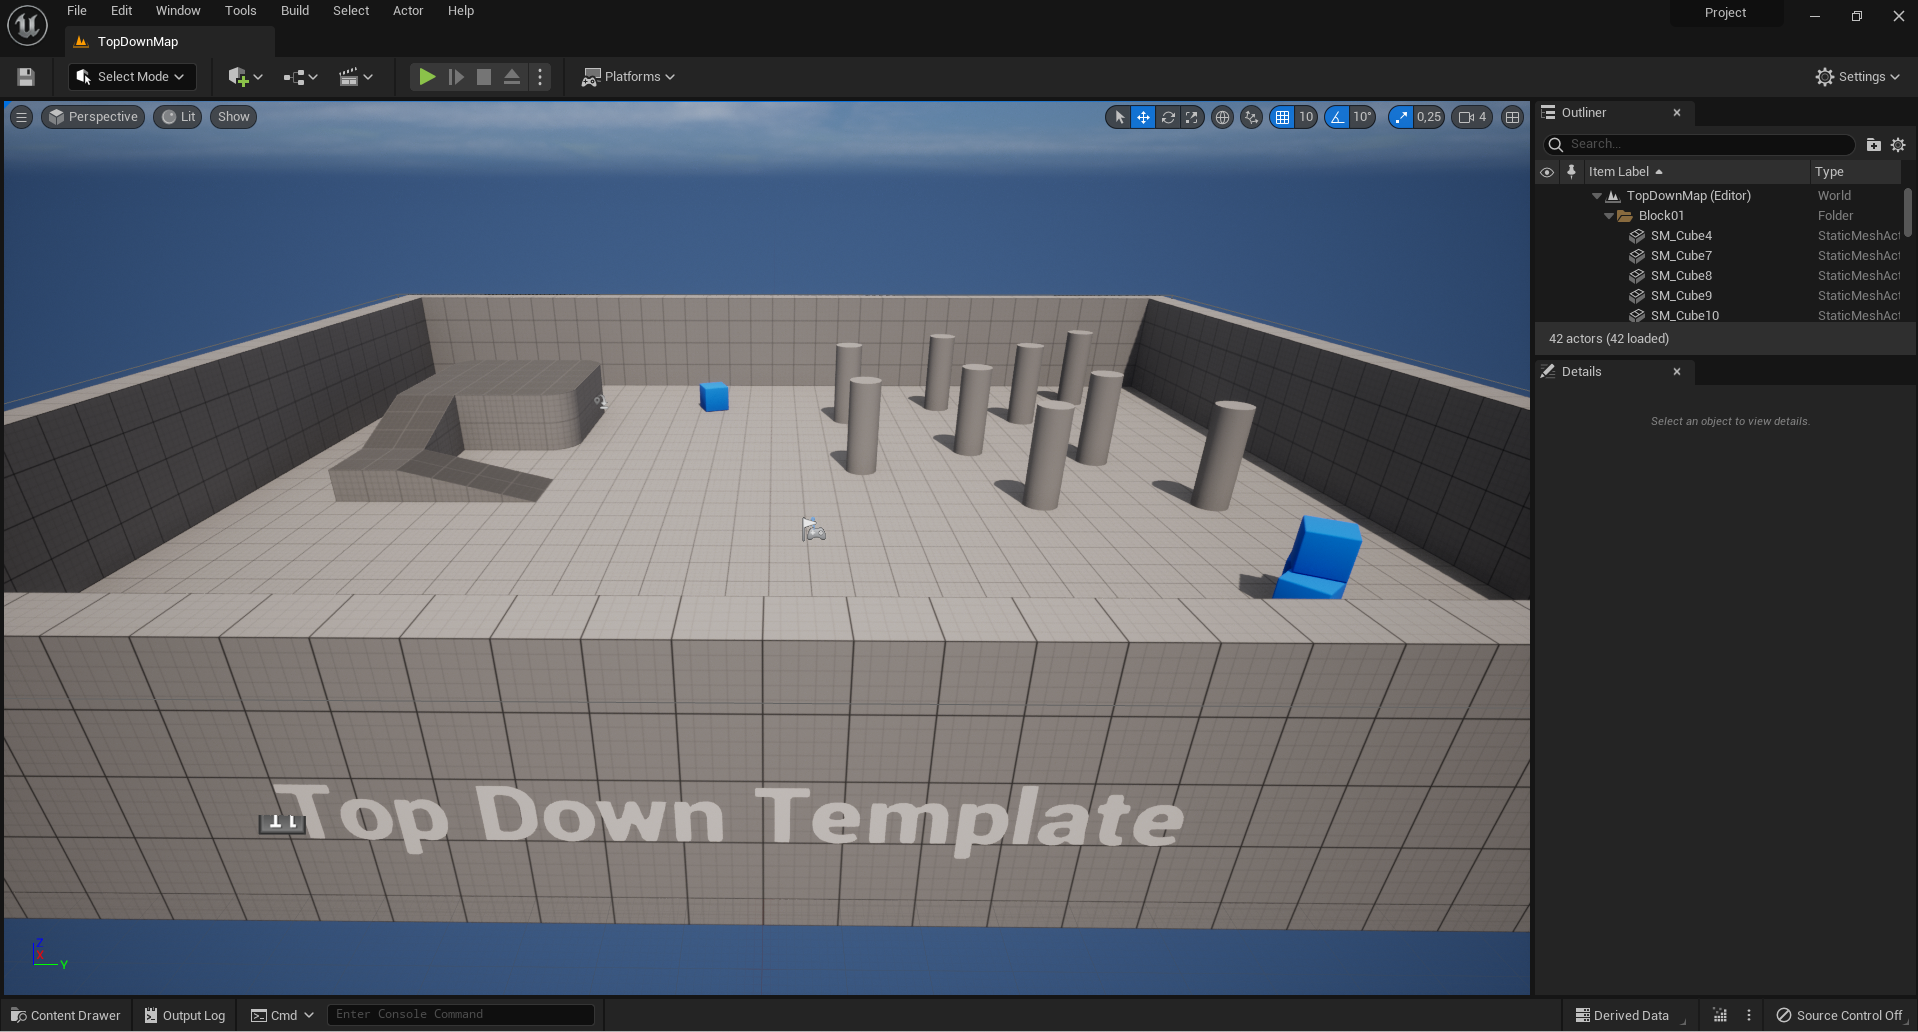 File Edit Window Tools Build Select Actor Help
Project
TopDownMap
Select Mode
Platforms
Settings
Perspective Lit Show
10 10° 0,25 4
Outliner
Search...
Item Label Type
TopDownMap (Editor) World
Block01 Folder
SM_Cube4 StaticMeshAct
SM_Cube7 StaticMeshAct
SM_Cube8 StaticMeshAct
SM_Cube9 StaticMeshAct
SM_Cube10 StaticMeshAct
42 actors (42 loaded)
Details
Select an object to view details.
Top Down Template
Z
X
Y
Content Drawer Output Log Cmd Enter Console Command Derived Data Source Control Off